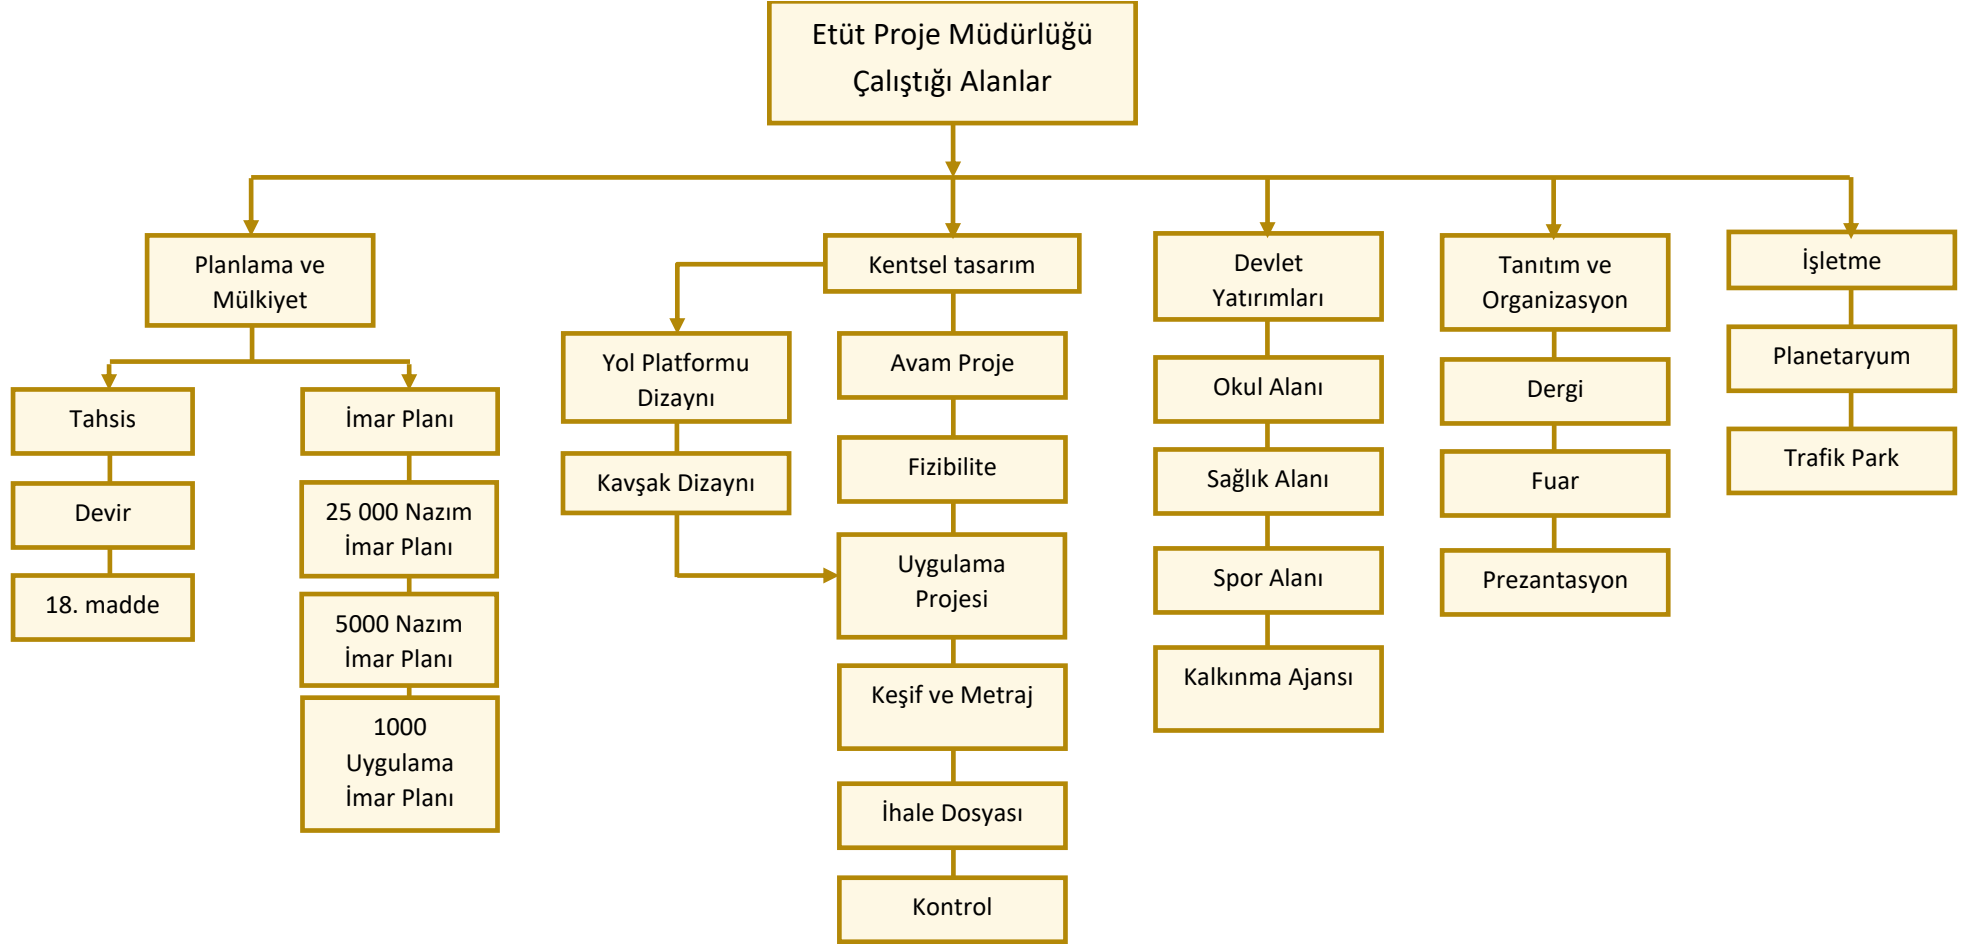 Etüt Proje Müdürlüğü
Çalıştığı Alanlar
Planlama ve
Mülkiyet
Tahsis
Devir
18. madde
İmar Planı
25 000 Nazım
İmar Planı
5000 Nazım
İmar Planı
1000
Uygulama
İmar Planı
Kentsel tasarım
Yol Platformu
Dizaynı
Kavşak Dizaynı
Avam Proje
Fizibilite
Uygulama
Projesi
Keşif ve Metraj
İhale Dosyası
Kontrol
Devlet
Yatırımları
Okul Alanı
Sağlık Alanı
Spor Alanı
Kalkınma Ajansı
Tanıtım ve
Organizasyon
Dergi
Fuar
Prezantasyon
İşletme
Planetaryum
Trafik Park